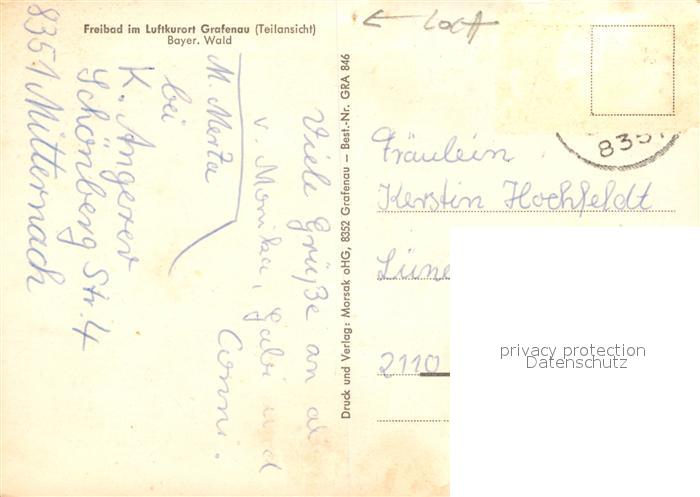 Freibad im Luftkurort Grafenau (Teilansicht)
Bayer. Wald
Viele Grüße an
v. Monika, Gabi und
Conni.
M. Merta
bei
K. Angerer
Schönberg Str. 4
8351 Mitternach
Druck und Verlag: Morsak oHG, 8352 Grafenau — Best.-Nr. GRA 846
835
Fräulein
Kerstin Hochfeldt
Lüne
2110
privacy protection
Datenschutz